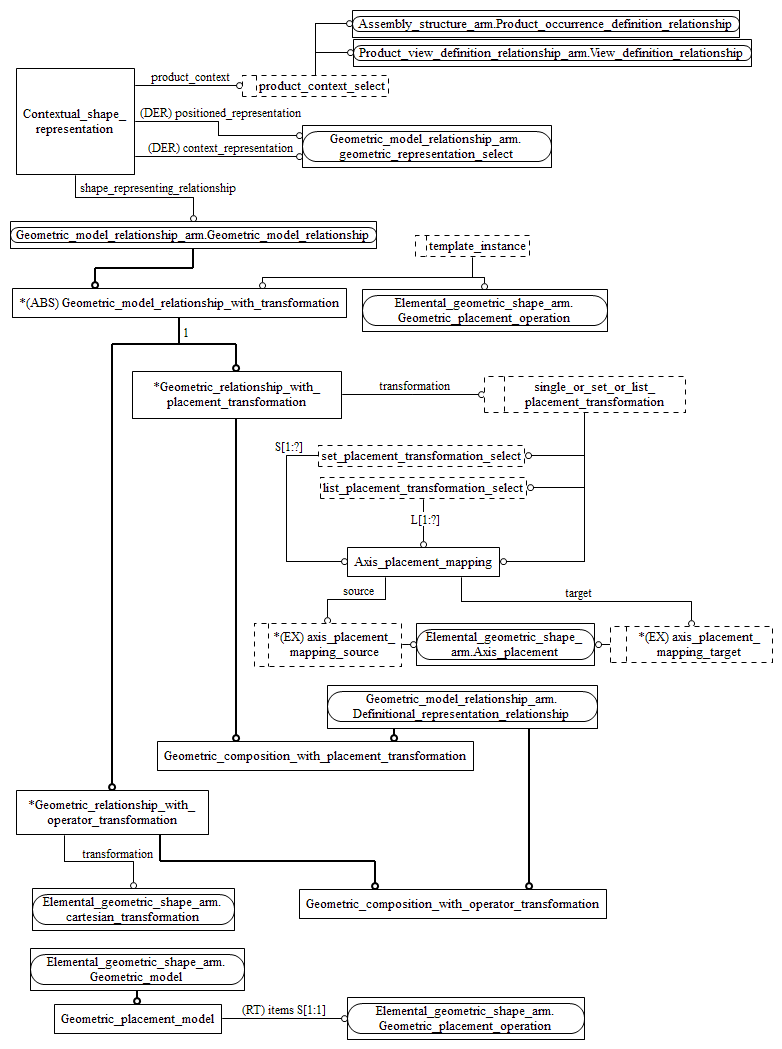 Assembly_structure_arm.Product_occurrence_definition_relationship
Product_view_definition_relationship_arm.View_definition_relationship
product_context
product_context_select
Contextual_shape_
representation
(DER) positioned_representation
(DER) context_representation
Geometric_model_relationship_arm.
geometric_representation_select
shape_representing_relationship
Geometric_model_relationship_arm.Geometric_model_relationship
template_instance
*(ABS) Geometric_model_relationship_with_transformation
Elemental_geometric_shape_arm.
Geometric_placement_operation
1
*Geometric_relationship_with_
placement_transformation
transformation
single_or_set_or_list_
placement_transformation
S[1:?]
set_placement_transformation_select
list_placement_transformation_select
L[1:?]
Axis_placement_mapping
source
target
*(EX) axis_placement_
mapping_source
Elemental_geometric_shape_
arm.Axis_placement
*(EX) axis_placement_
mapping_target
Geometric_model_relationship_arm.
Definitional_representation_relationship
Geometric_composition_with_placement_transformation
*Geometric_relationship_with_
operator_transformation
transformation
Elemental_geometric_shape_arm.
cartesian_transformation
Geometric_composition_with_operator_transformation
Elemental_geometric_shape_arm.
Geometric_model
Geometric_placement_model
(RT) items S[1:1]
Elemental_geometric_shape_arm.
Geometric_placement_operation